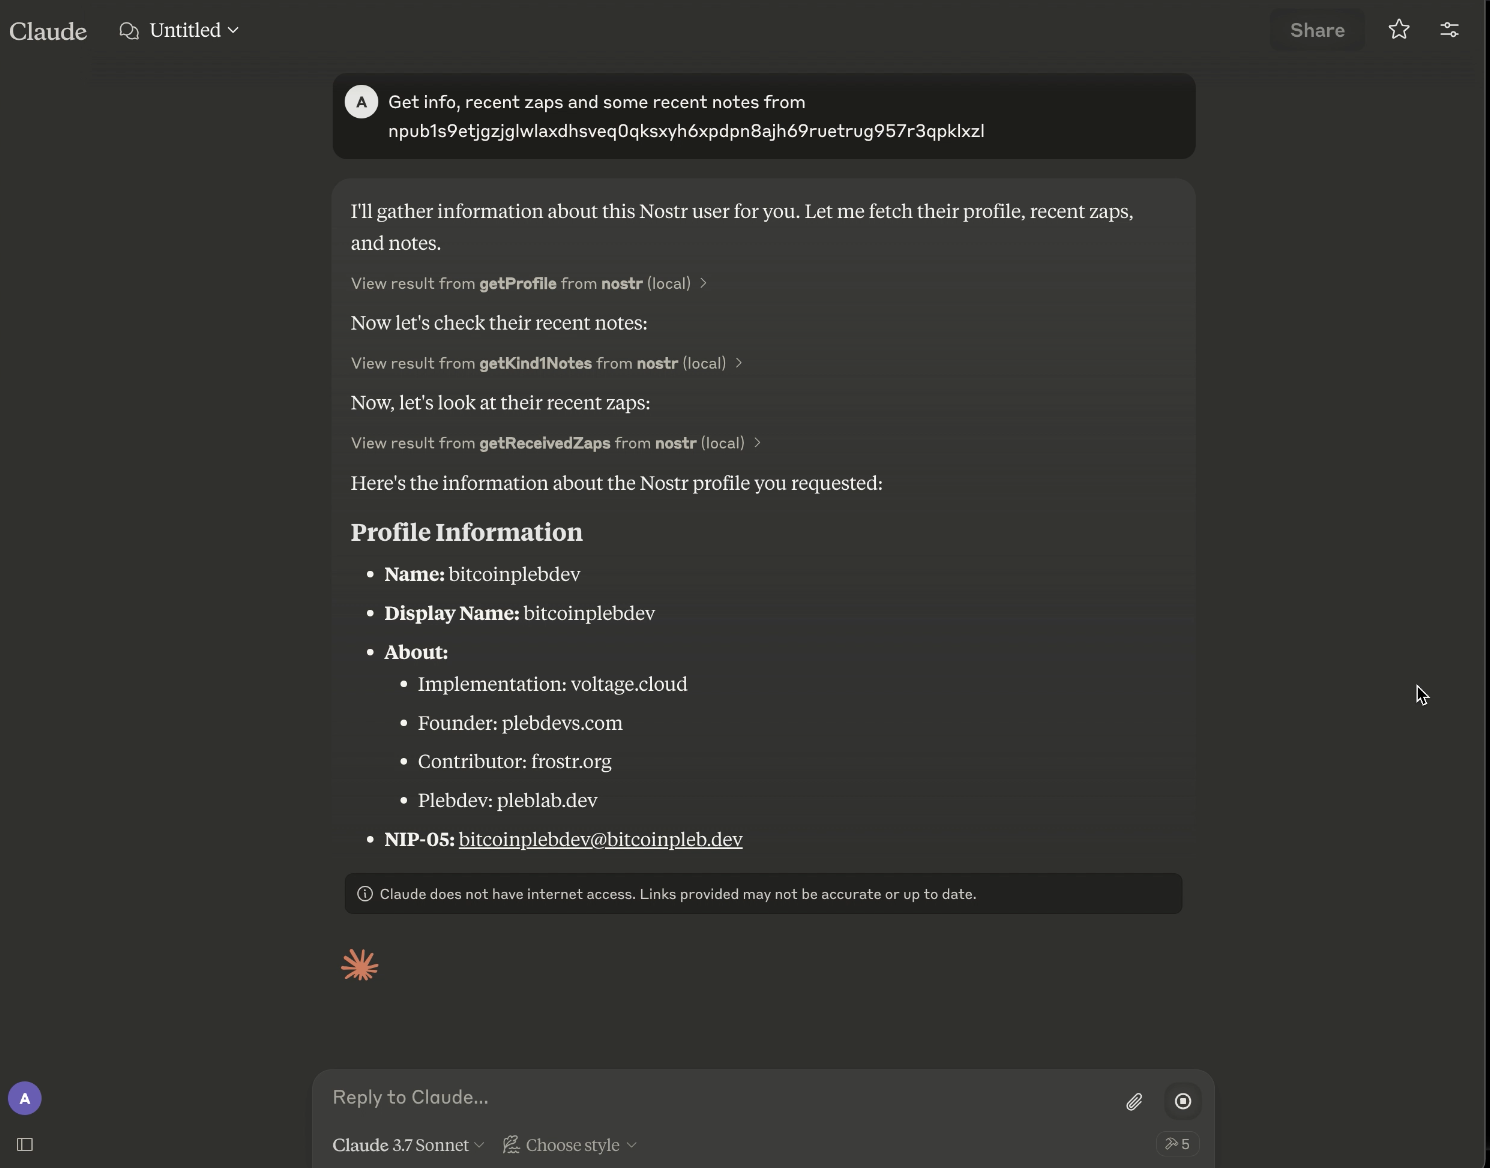 Claude
Untitled
Share
A
Get info, recent zaps and some recent notes from
npub1s9etjgzjglwlaxdhsveq0qksxyh6xpdpn8ajh69ruetrug957r3qpklxzl
I'll gather information about this Nostr user for you. Let me fetch their profile, recent zaps,
and notes.
View result from getProfile from nostr (local)
Now let's check their recent notes:
View result from getKind1Notes from nostr (local)
Now, let's look at their recent zaps:
View result from getReceivedZaps from nostr (local)
Here's the information about the Nostr profile you requested:
Profile Information
Name: bitcoinplebdev
Display Name: bitcoinplebdev
About:
Implementation: voltage.cloud
Founder: plebdevs.com
Contributor: frostr.org
Plebdev: pleblab.dev
NIP-05: bitcoinplebdev@bitcoinpleb.dev
Claude does not have internet access. Links provided may not be accurate or up to date.
Reply to Claude...
A
Claude 3.7 Sonnet
Choose style
5